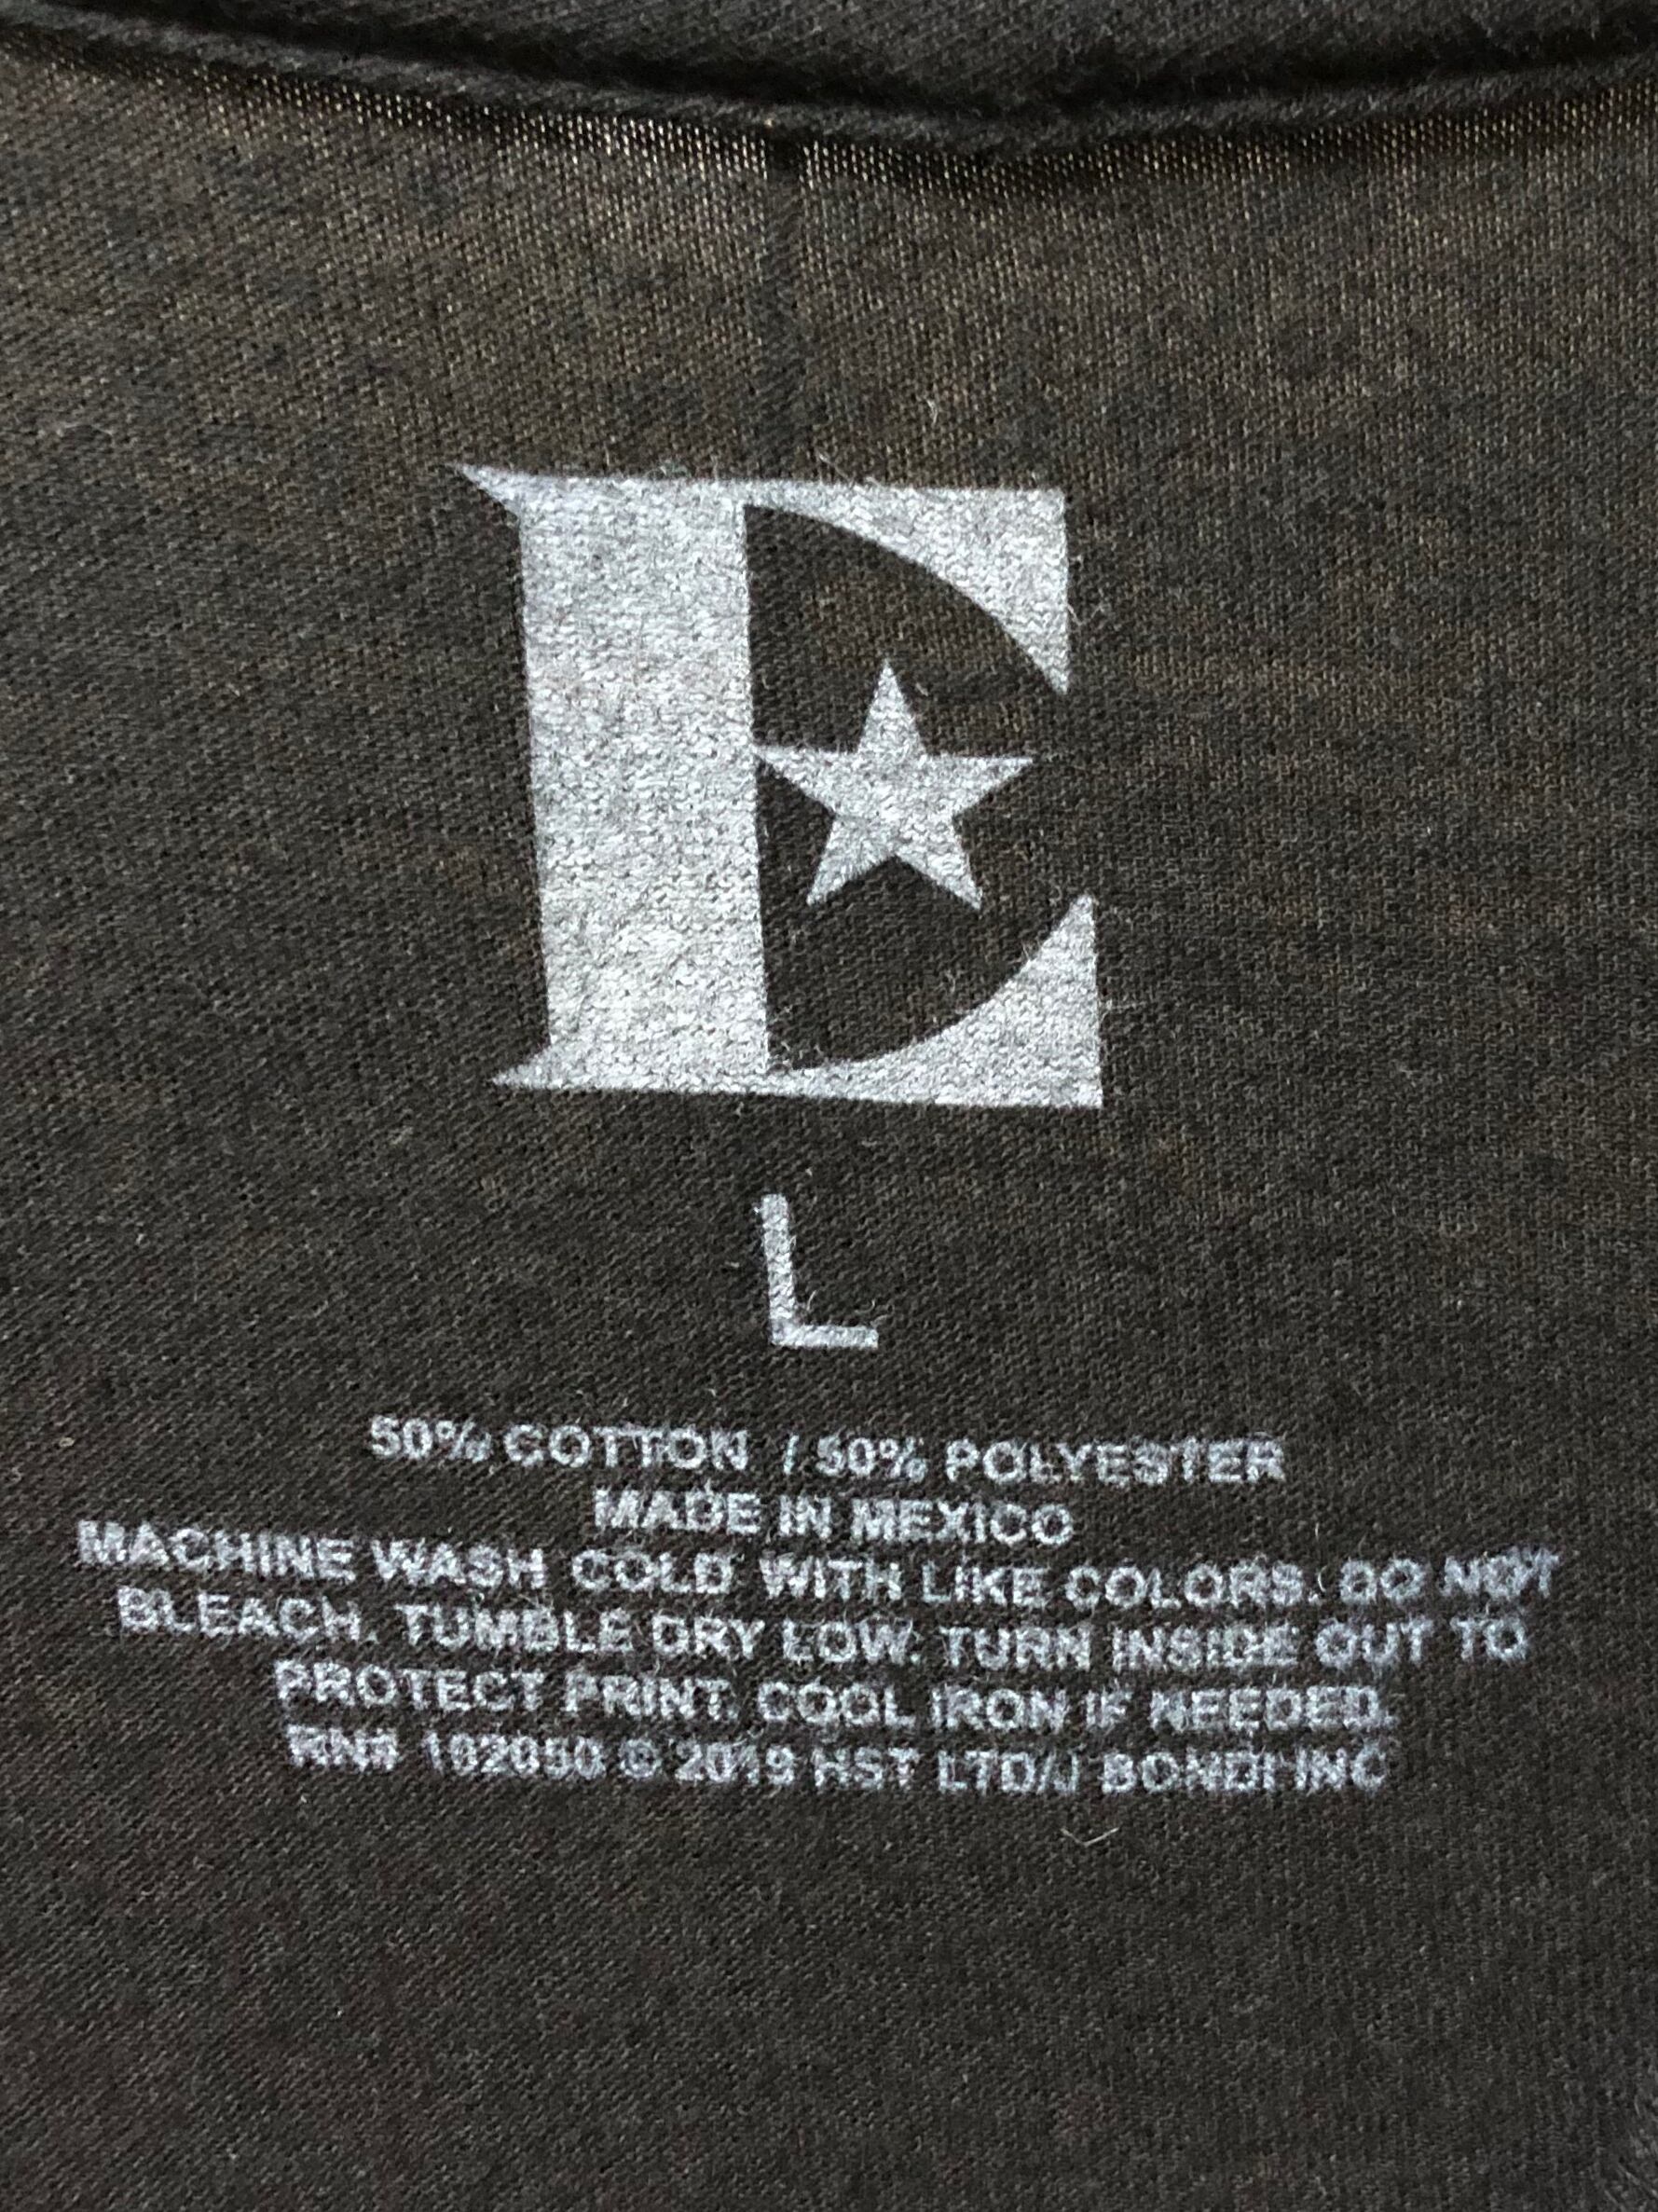 E
L
50% COTTON / 50% POLYESTER
MADE IN MEXICO
MACHINE WASH COLD WITH LIKE COLORS. DO NOT
BLEACH. TUMBLE DRY LOW. TURN INSIDE OUT TO
PROTECT PRINT. COOL IRON IF NEEDED.
RN# 102050 © 2019 HST LTD/J BONDI INC